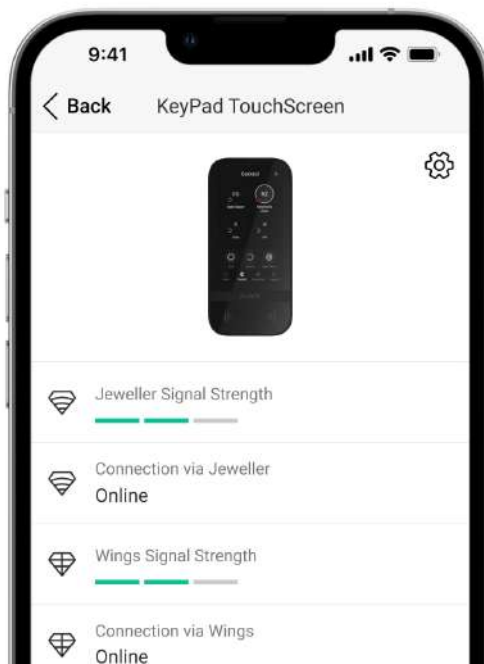 9:41
Back KeyPad TouchScreen
Jeweller Signal Strength
Connection via Jeweller
Online
Wings Signal Strength
Connection via Wings
Online